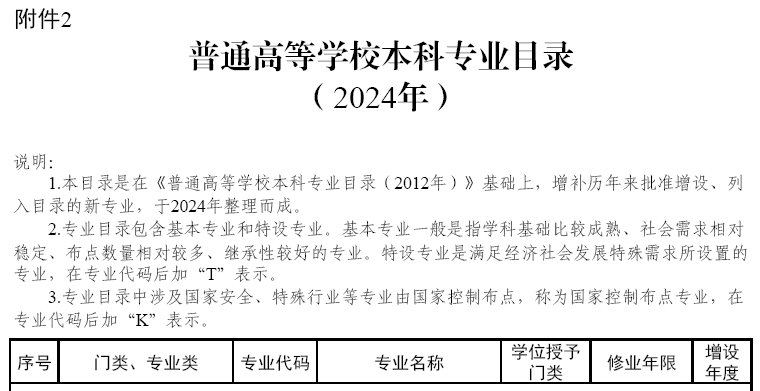 附件2
普通高等学校本科专业目录
（2024年）
说明：
1.本目录是在《普通高等学校本科专业目录（2012年）》基础上，增补历年来批准增设、列
入目录的新专业，于2024年整理而成。
2.专业目录包含基本专业和特设专业。基本专业一般是指学科基础比较成熟、社会需求相对
稳定、布点数量相对较多、继承性较好的专业。特设专业是满足经济社会发展特殊需求所设置的
专业，在专业代码后加“T”表示。
3.专业目录中涉及国家安全、特殊行业等专业由国家控制布点，称为国家控制布点专业，在
专业代码后加“K”表示。
序号 门类、专业类 专业代码 专业名称 学位授予门类 修业年限 增设年度